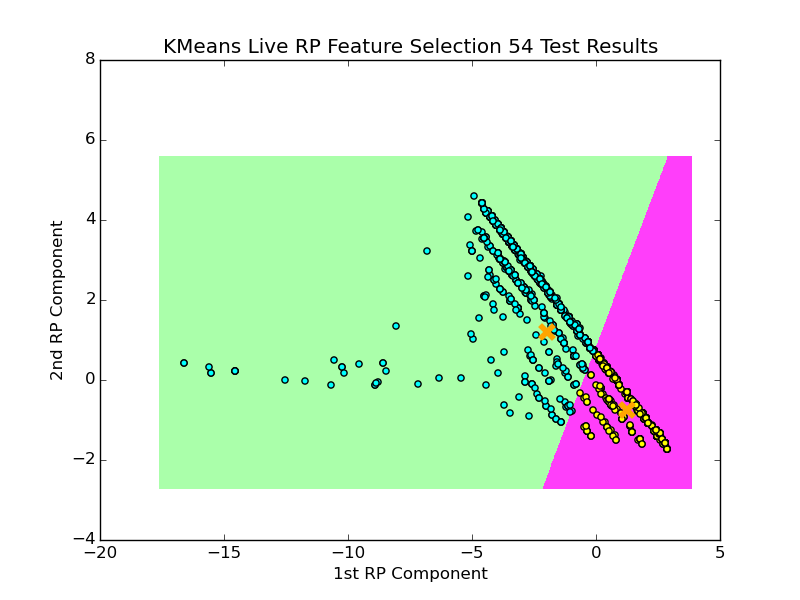 KMeans Live RP Feature Selection 54 Test Results
8
6
4
2
0
−2
−4
2nd RP Component
−20 −15 −10 −5 0 5
1st RP Component